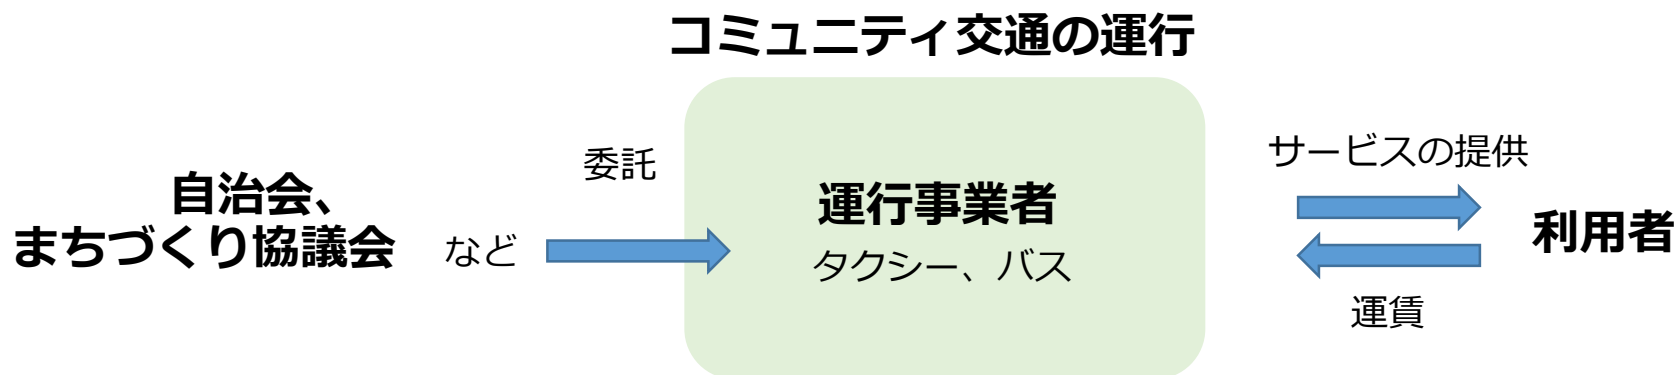 コミュニティ交通の運行
自治会、
まちづくり協議会
など
委託
運行事業者
タクシー、バス
サービスの提供
運賃
利用者